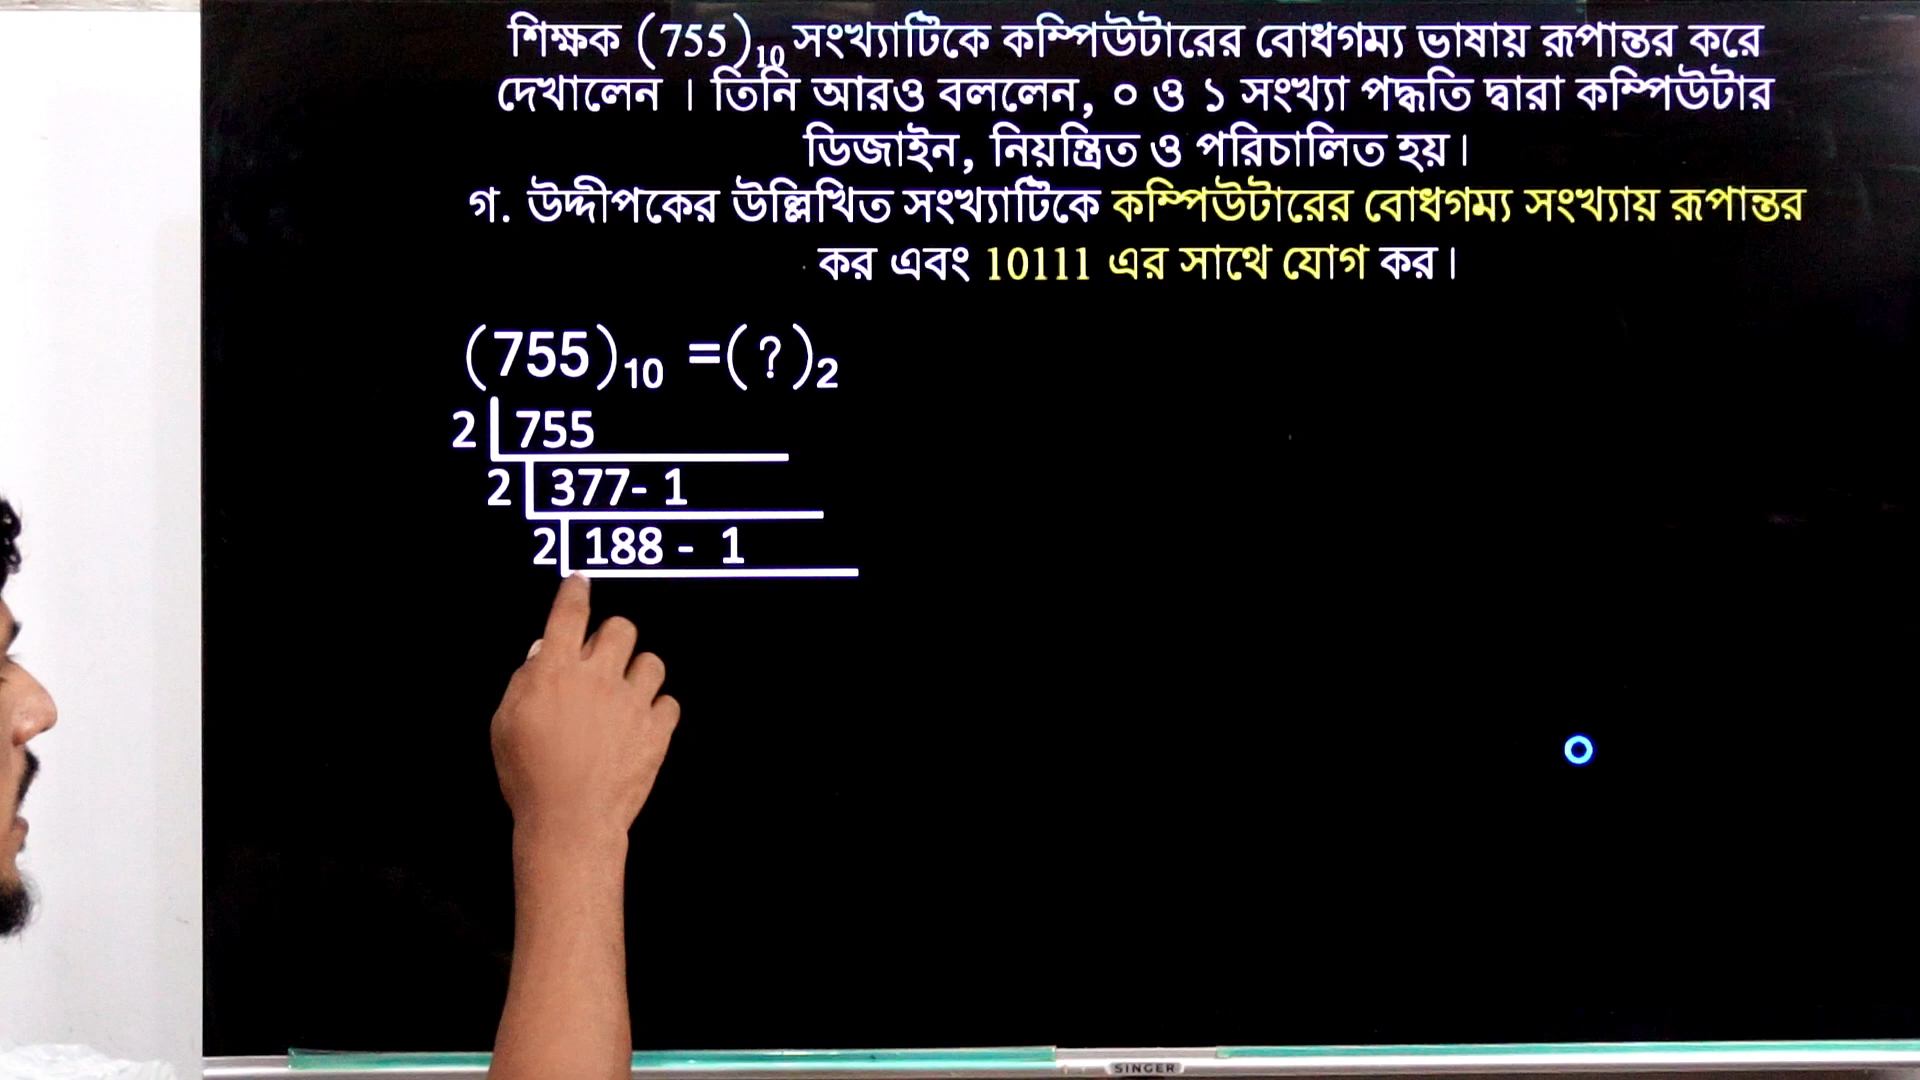 শিক্ষক (755)10 সংখ্যাটিকে কম্পিউটারের বোধগম্য ভাষায় রূপান্তর করে
দেখালেন । তিনি আরও বললেন, ০ ও ১ সংখ্যা পদ্ধতি দ্বারা কম্পিউটার
ডিজাইন, নিয়ন্ত্রিত ও পরিচালিত হয়।
গ. উদ্দীপকের উল্লিখিত সংখ্যাটিকে কম্পিউটারের বোধগম্য সংখ্যায় রূপান্তর
কর এবং 10111 এর সাথে যোগ কর।
(755)10 =(?)2
2 755
2 377- 1
2 188 - 1
SINGER